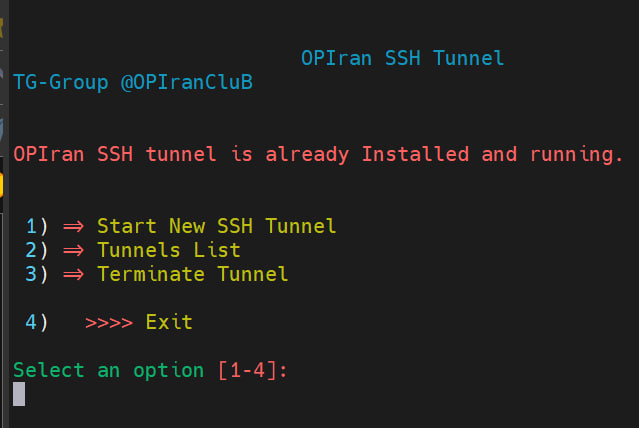 OPIran SSH Tunnel
TG-Group @OPIranCluB
OPIran SSH tunnel is already Installed and running.
1) => Start New SSH Tunnel
2) => Tunnels List
3) => Terminate Tunnel
4) >>>> Exit
Select an option [1-4]: